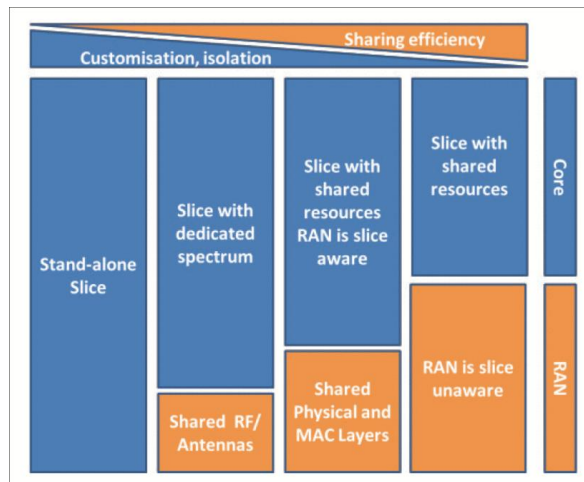 Sharing efficiency
Customisation, isolation
Stand-alone
Slice
Slice with
dedicated
spectrum
Shared RF/
Antennas
Slice with
shared
resources
RAN is slice
aware
Shared
Physical and
MAC Layers
Slice with
shared
resources
RAN is slice
unaware
Core
RAN